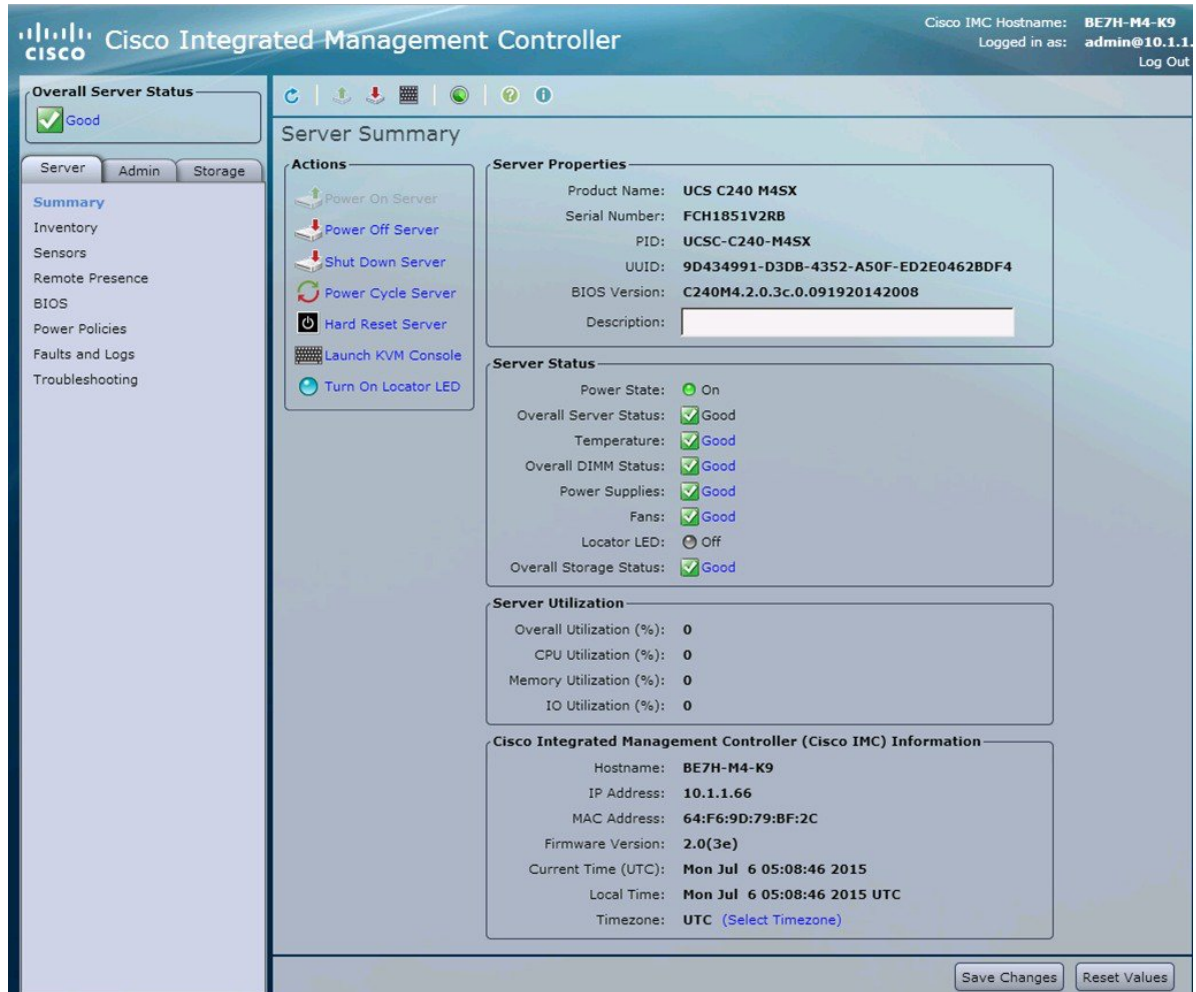 CISCO Cisco Integrated Management Controller
Cisco IMC Hostname: BE7H-M4-K9
Logged in as: admin@10.1.1.
Log Out
Overall Server Status
Good
Server Admin Storage
Summary
Inventory
Sensors
Remote Presence
BIOS
Power Policies
Faults and Logs
Troubleshooting
Server Summary
Actions
Power On Server
Power Off Server
Shut Down Server
Power Cycle Server
Hard Reset Server
Launch KVM Console
Turn On Locator LED
Server Properties
Product Name: UCS C240 M4SX
Serial Number: FCH1851V2RB
PID: UCSC-C240-M4SX
UUID: 9D434991-D3DB-4352-A50F-ED2E0462BDF4
BIOS Version: C240M4.2.0.3c.0.091920142008
Description:
Server Status
Power State: On
Overall Server Status: Good
Temperature: Good
Overall DIMM Status: Good
Power Supplies: Good
Fans: Good
Locator LED: Off
Overall Storage Status: Good
Server Utilization
Overall Utilization (%): 0
CPU Utilization (%): 0
Memory Utilization (%): 0
IO Utilization (%): 0
Cisco Integrated Management Controller (Cisco IMC) Information
Hostname: BE7H-M4-K9
IP Address: 10.1.1.66
MAC Address: 64:F6:9D:79:BF:2C
Firmware Version: 2.0(3e)
Current Time (UTC): Mon Jul 6 05:08:46 2015
Local Time: Mon Jul 6 05:08:46 2015 UTC
Timezone: UTC (Select Timezone)
Save Changes Reset Values